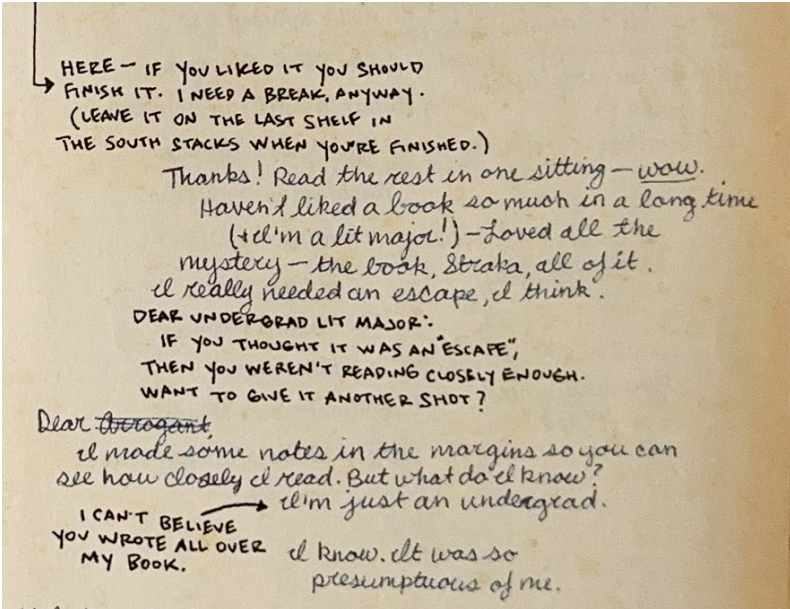 HERE – IF YOU LIKED IT YOU SHOULD
FINISH IT. I NEED A BREAK, ANYWAY.
(LEAVE IT ON THE LAST SHELF IN
THE SOUTH STACKS WHEN YOU'RE FINISHED.)
Thanks! Read the rest in one sitting – wow.
Haven't liked a book so much in a long time
(+ I'm a lit major!) – Loved all the
mystery – the book, Straka, all of it.
I really needed an escape, I think.
DEAR UNDERGRAD LIT MAJOR:
IF YOU THOUGHT IT WAS AN "ESCAPE",
THEN YOU WEREN'T READING CLOSELY ENOUGH.
WANT TO GIVE IT ANOTHER SHOT?
Dear Arrogant
I made some notes in the margins so you can
see how closely I read. But what do I know?
I'm just an undergrad.
I CAN'T BELIEVE
YOU WROTE ALL OVER
MY BOOK.
I know. It was so
presumptuous of me.